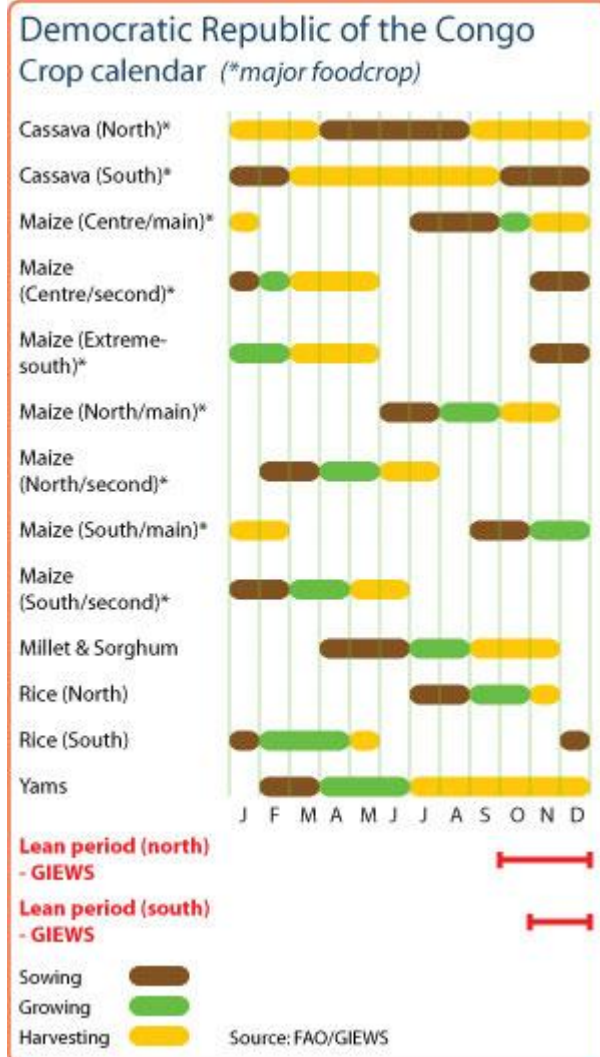 Democratic Republic of the Congo
Crop calendar (*major foodcrop)
Cassava (North)*
Cassava (South)*
Maize (Centre/main)*
Maize
(Centre/second)*
Maize (Extreme-
south)*
Maize (North/main)*
Maize
(North/second)*
Maize (South/main)*
Maize
(South/second)*
Millet & Sorghum
Rice (North)
Rice (South)
Yams
J F M A M J J A S O N D
Lean period (north)
- GIEWS
Lean period (south)
- GIEWS
Sowing
Growing
Harvesting Source: FAO/GIEWS